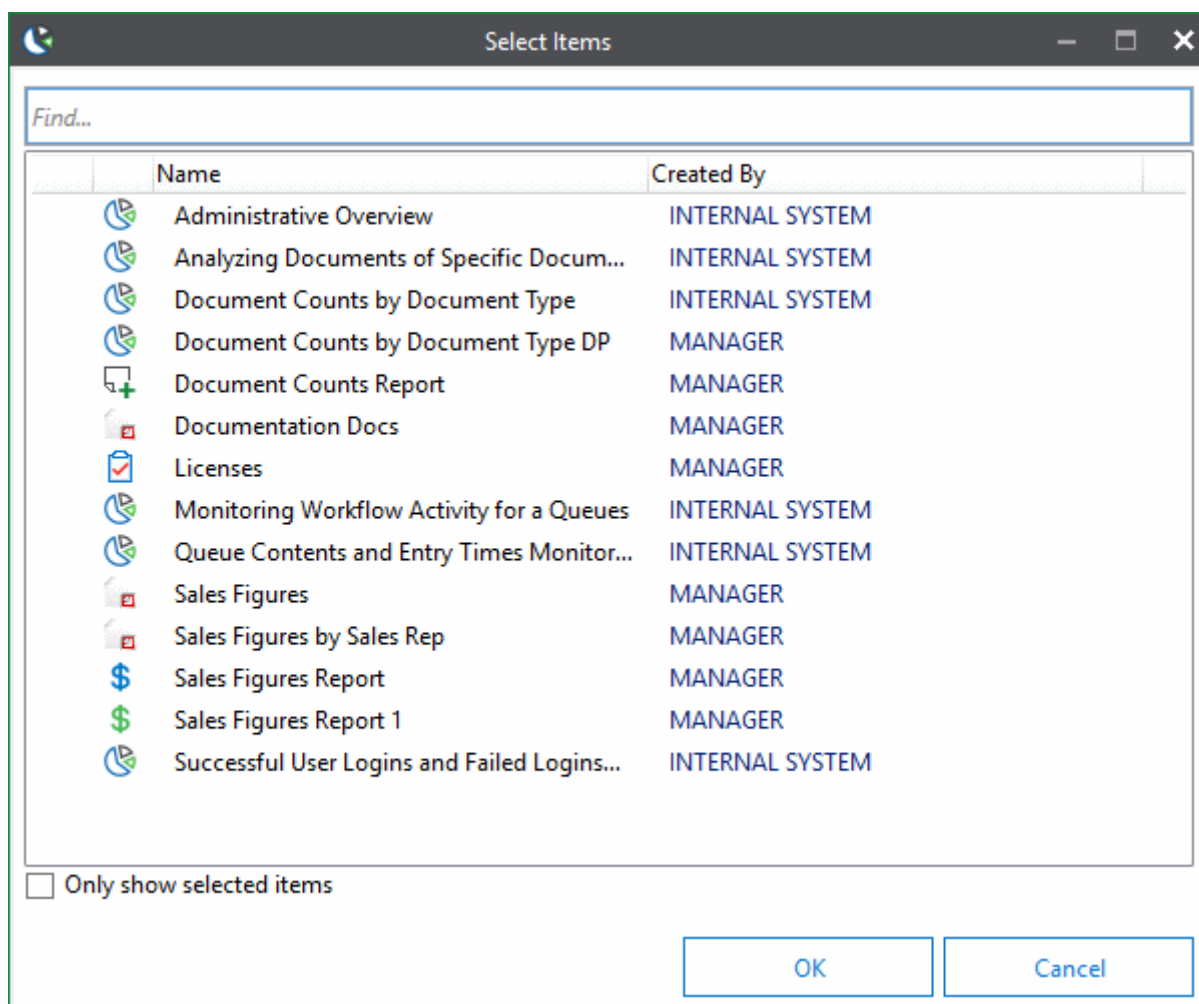 Select Items
Find...
Name Created By
Administrative Overview INTERNAL SYSTEM
Analyzing Documents of Specific Docum... INTERNAL SYSTEM
Document Counts by Document Type INTERNAL SYSTEM
Document Counts by Document Type DP MANAGER
Document Counts Report MANAGER
Documentation Docs MANAGER
Licenses MANAGER
Monitoring Workflow Activity for a Queues INTERNAL SYSTEM
Queue Contents and Entry Times Monitor... INTERNAL SYSTEM
Sales Figures MANAGER
Sales Figures by Sales Rep MANAGER
$ Sales Figures Report MANAGER
$ Sales Figures Report 1 MANAGER
Successful User Logins and Failed Logins... INTERNAL SYSTEM
Only show selected items
OK Cancel